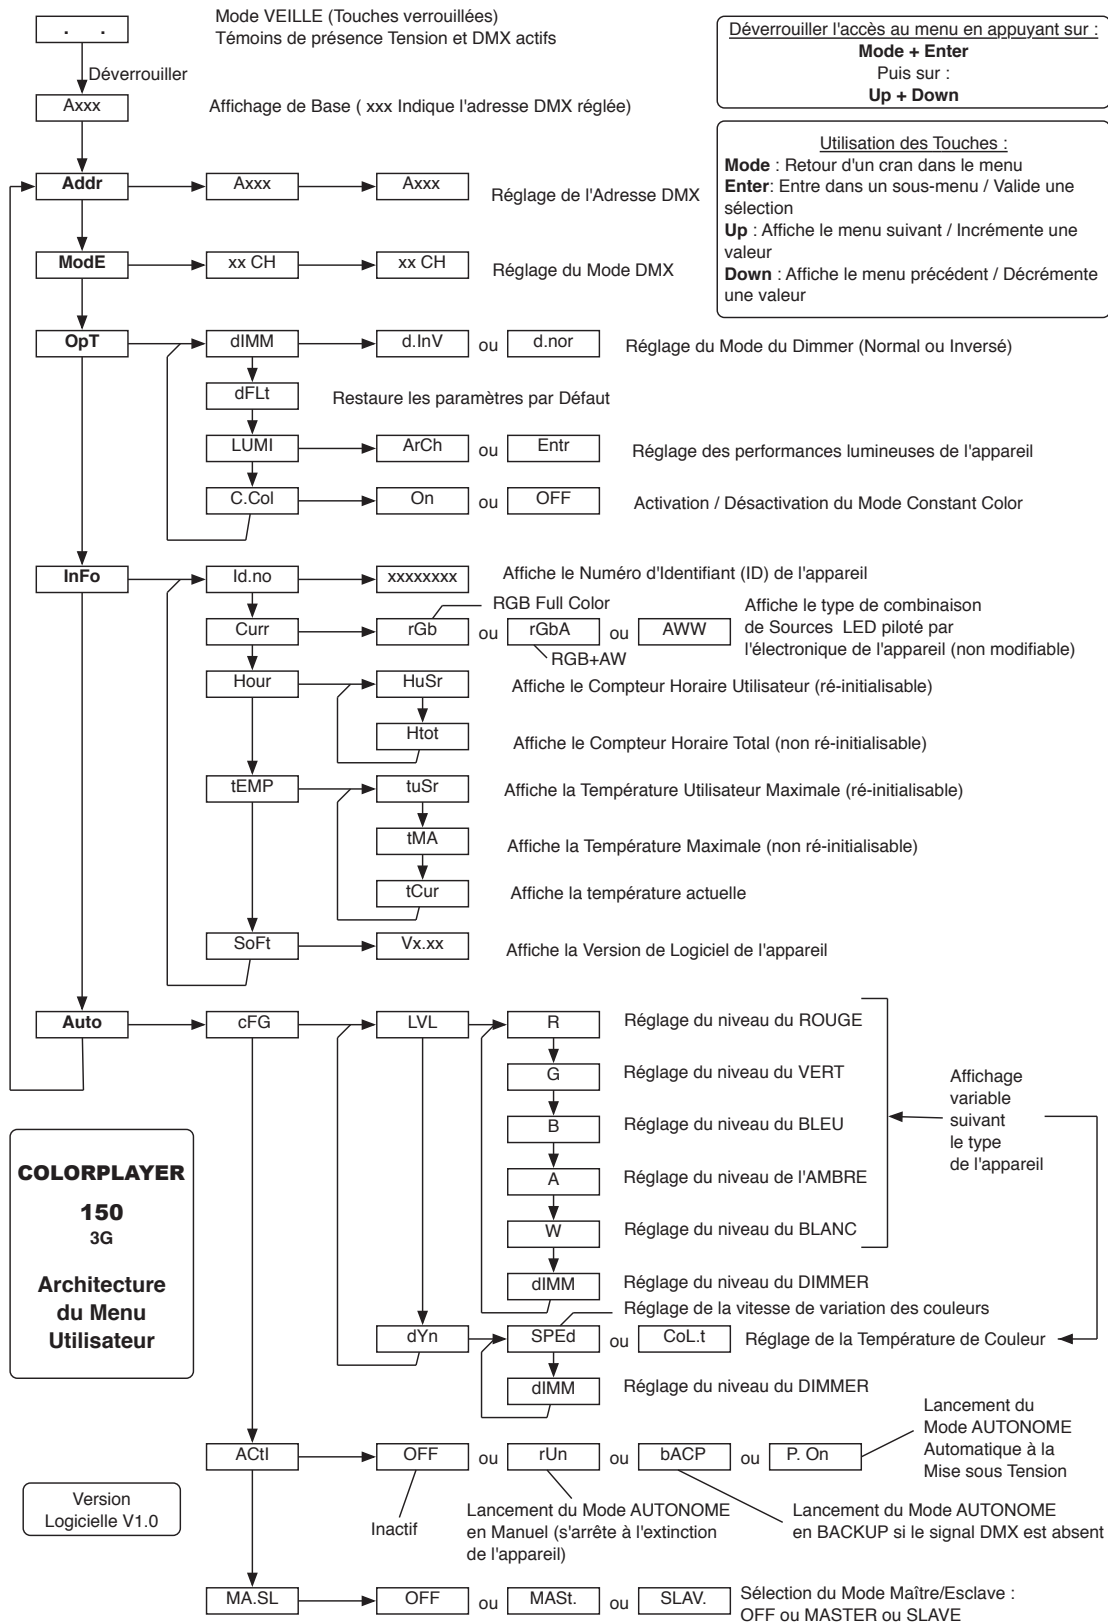 . .
Mode VEILLE (Touches verrouillées)
Témoins de présence Tension et DMX actifs
Déverrouiller l'accès au menu en appuyant sur :
Mode + Enter
Puis sur :
Up + Down
Déverrouiller
Axxx
Affichage de Base ( xxx Indique l'adresse DMX réglée)
Utilisation des Touches :
Mode : Retour d'un cran dans le menu
Enter: Entre dans un sous-menu / Valide une
sélection
Up : Affiche le menu suivant / Incrémente une
valeur
Down : Affiche le menu précédent / Décrémente
une valeur
Addr
Axxx
Axxx
Réglage de l'Adresse DMX
ModE
xx CH
xx CH
Réglage du Mode DMX
OpT
dIMM
d.InV
ou
d.nor
Réglage du Mode du Dimmer (Normal ou Inversé)
dFLt
Restaure les paramètres par Défaut
LUMI
ArCh
ou
Entr
Réglage des performances lumineuses de l'appareil
C.Col
On
ou
OFF
Activation / Désactivation du Mode Constant Color
InFo
Id.no
xxxxxxxx
Affiche le Numéro d'Identifiant (ID) de l'appareil
RGB Full Color
Curr
rGb
ou
rGbA
ou
AWW
RGB+AW
Affiche le type de combinaison
de Sources LED piloté par
l'électronique de l'appareil (non modifiable)
Hour
HuSr
Affiche le Compteur Horaire Utilisateur (ré-initialisable)
Htot
Affiche le Compteur Horaire Total (non ré-initialisable)
tEMP
tuSr
Affiche la Température Utilisateur Maximale (ré-initialisable)
tMA
Affiche la Température Maximale (non ré-initialisable)
tCur
Affiche la température actuelle
SoFt
Vx.xx
Affiche la Version de Logiciel de l'appareil
Auto
cFG
LVL
R
Réglage du niveau du ROUGE
G
Réglage du niveau du VERT
B
Réglage du niveau du BLEU
A
Réglage du niveau de l'AMBRE
W
Réglage du niveau du BLANC
Affichage
variable
suivant
le type
de l'appareil
dIMM
Réglage du niveau du DIMMER
Réglage de la vitesse de variation des couleurs
dYn
SPEd
ou
CoL.t
Réglage de la Température de Couleur
dIMM
Réglage du niveau du DIMMER
COLORPLAYER
150
3G
Architecture
du Menu
Utilisateur
ACtI
OFF
ou
rUn
ou
bACP
ou
P. On
Lancement du
Mode AUTONOME
Automatique à la
Mise sous Tension
Inactif
Lancement du Mode AUTONOME
en Manuel (s'arrête à l'extinction
de l'appareil)
Lancement du Mode AUTONOME
en BACKUP si le signal DMX est absent
Version
Logicielle V1.0
MA.SL
OFF
ou
MASt.
ou
SLAV.
Sélection du Mode Maître/Esclave :
OFF ou MASTER ou SLAVE